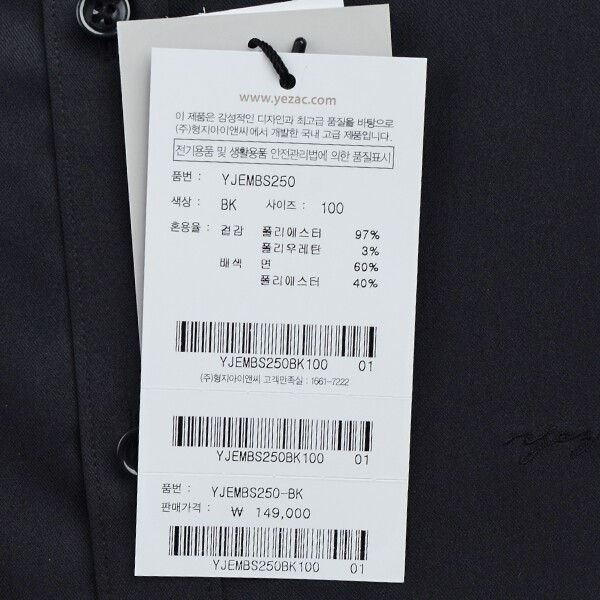 www.yezac.com
이 제품은 감성적인 디자인과 최고급 품질을 바탕으로
(주)형지아이앤씨에서 개발한 국내 고급 제품입니다.
전기용품 및 생활용품 안전관리법에 의한 품질표시
품번 : YJEMBS250
색상 : BK 사이즈 : 100
혼용율 : 겉감 폴리에스터 97%
폴리우레탄 3%
배색 면 60%
폴리에스터 40%
YJEMBS250BK100 01
(주)형지아이앤씨 고객만족실 : 1661-7222
YJEMBS250BK100 01
품번 : YJEMBS250-BK
판매가격 : ₩ 149,000
YJEMBS250BK100 01